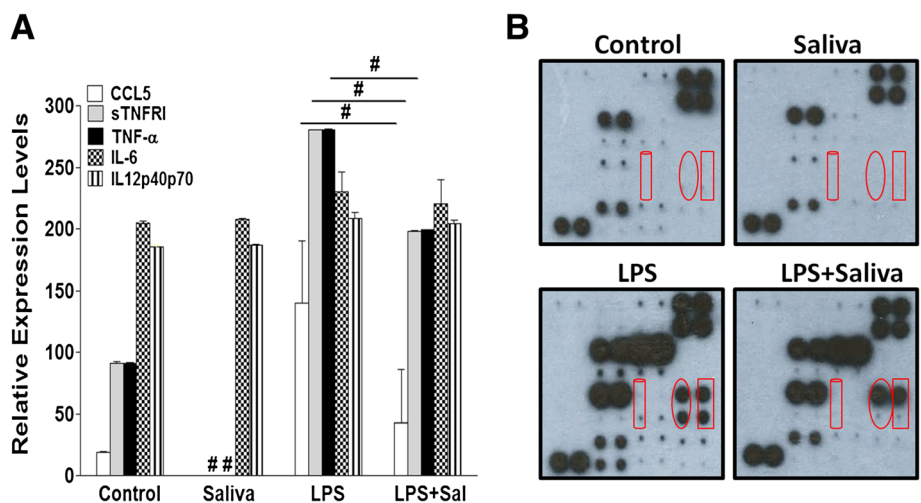 A
B
# 
#
#
CCL5
sTNFRI
TNF-α
IL-6
IL12p40p70
Relative Expression Levels
300
250
200
150
100
50
0
# #
Control
Saliva
LPS
LPS+Sal
Control
Saliva
LPS
LPS+Saliva